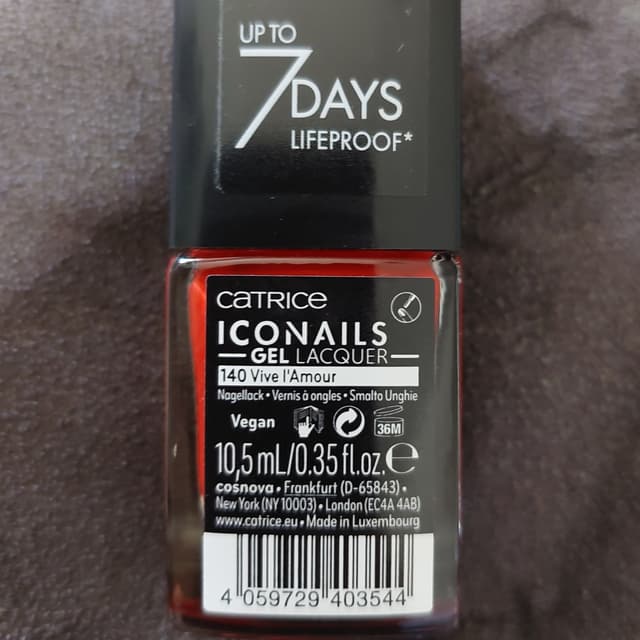 UP TO
7 DAYS
LIFEPROOF*
CATRICE
ICONAILS
GEL LACQUER
140 Vive l'Amour
Nagellack • Vernis à ongles • Smalto Unghie
Vegan 36M
10,5 mL/0.35 fl.oz. ℮
cosnova • Frankfurt (D-65843) •
New York (NY 10003) • London (EC4A 4AB)
www.catrice.eu • Made in Luxembourg
4 059729 403544